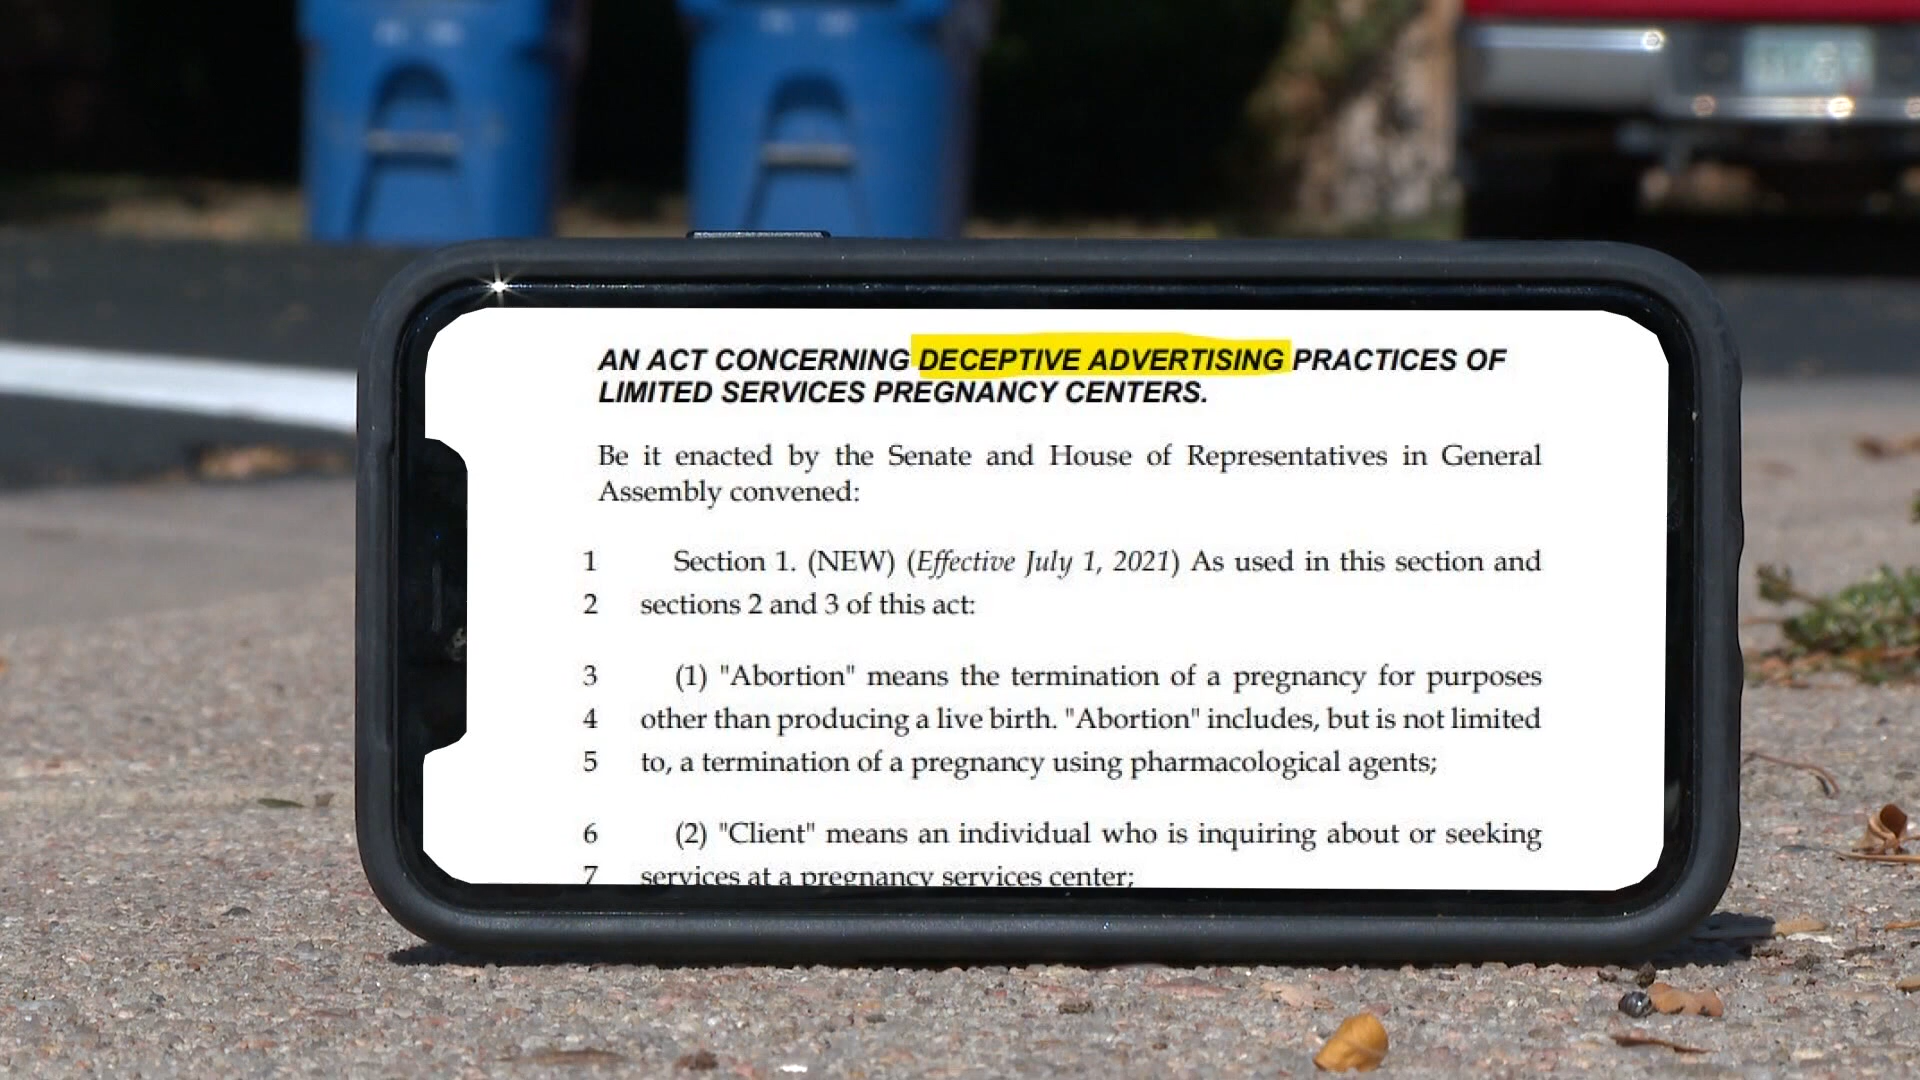 AN ACT CONCERNING DECEPTIVE ADVERTISING PRACTICES OF
LIMITED SERVICES PREGNANCY CENTERS.
Be it enacted by the Senate and House of Representatives in General
Assembly convened:
1 Section 1. (NEW) (Effective July 1, 2021) As used in this section and
2 sections 2 and 3 of this act:
3 (1) "Abortion" means the termination of a pregnancy for purposes
4 other than producing a live birth. "Abortion" includes, but is not limited
5 to, a termination of a pregnancy using pharmacological agents;
6 (2) "Client" means an individual who is inquiring about or seeking
7 services at a pregnancy services center;